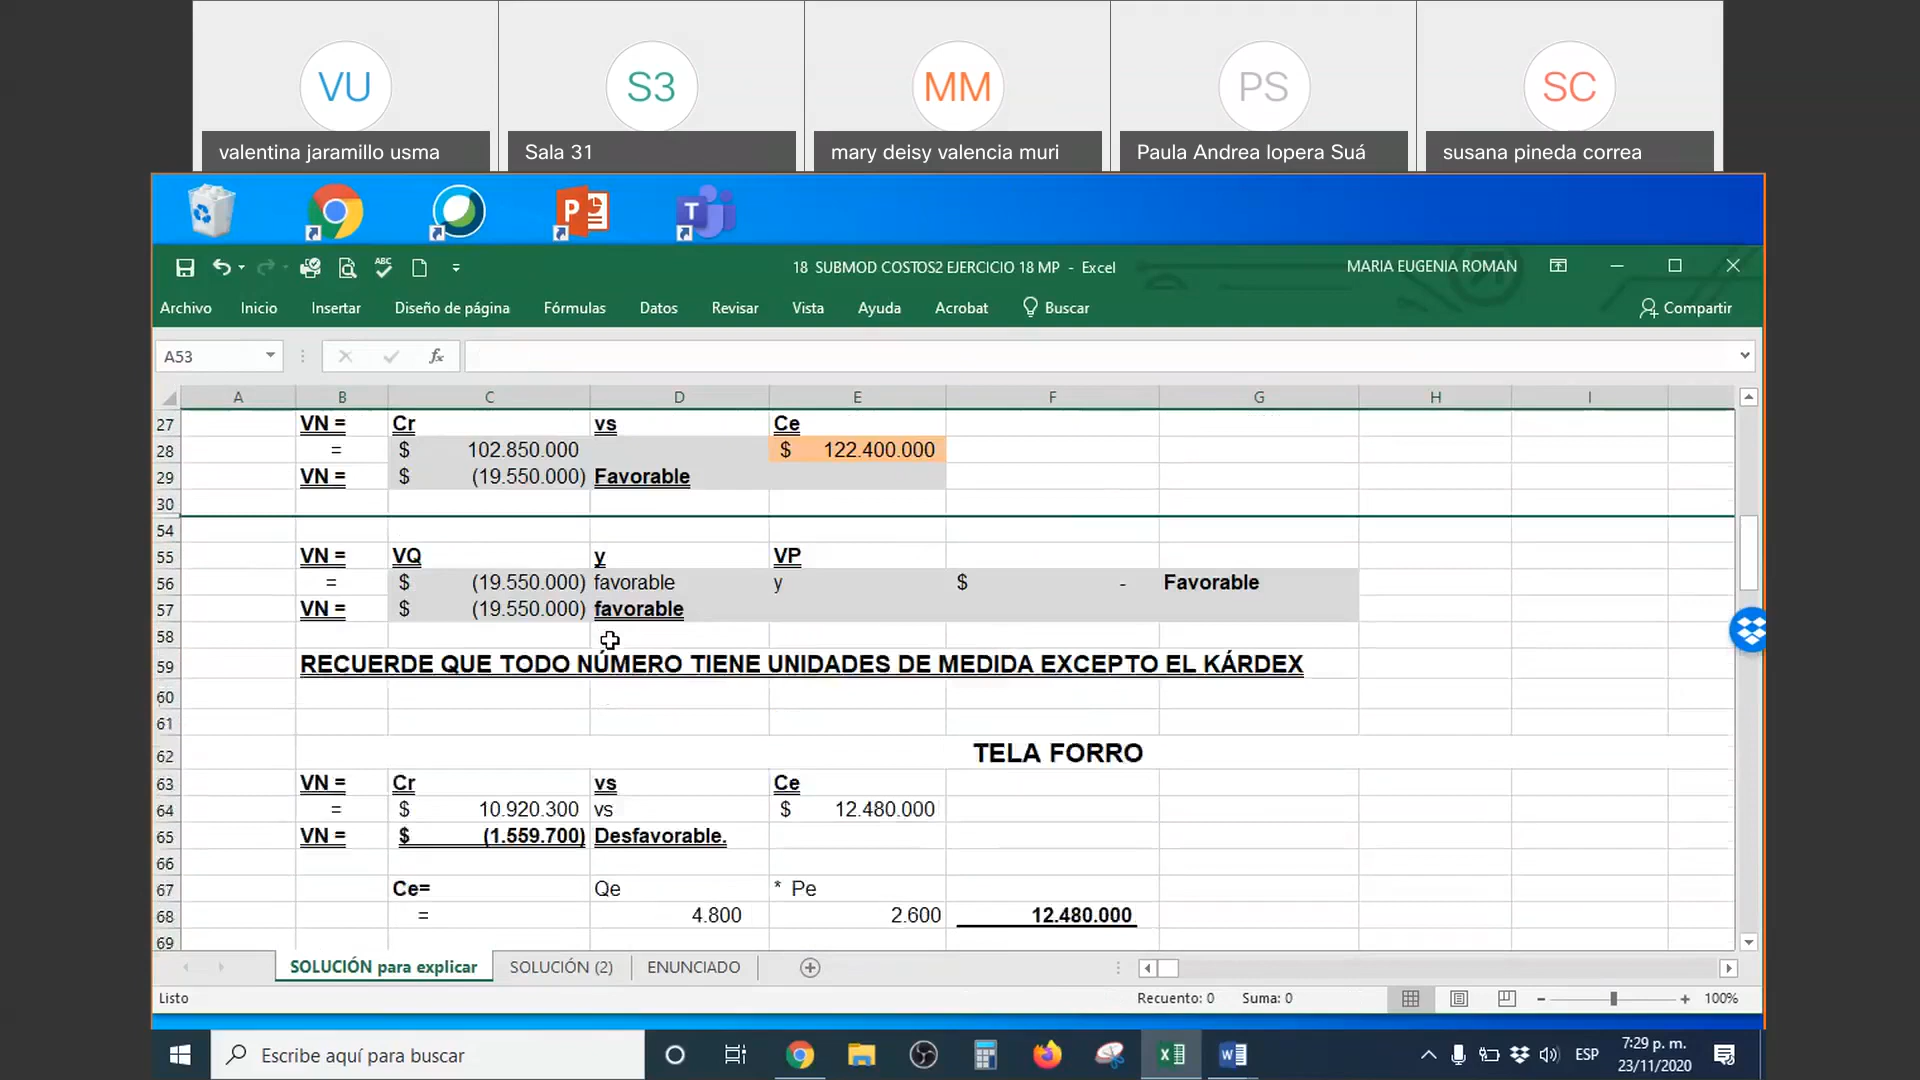 VU S3 MM PS SC
valentina jaramillo usma Sala 31 mary deisy valencia muri Paula Andrea lopera Suá susana pineda correa
P T
ABC 18 SUBMOD COSTOS2 EJERCICIO 18 MP - Excel MARIA EUGENIA ROMAN
Archivo Inicio Insertar Diseño de página Fórmulas Datos Revisar Vista Ayuda Acrobat Buscar Compartir
A53 fx
A B C D E F G H I
27 VN = Cr vs Ce
28 = $ 102.850.000 $ 122.400.000
29 VN = $ (19.550.000) Favorable
30
54
55 VN = VQ y VP
56 = $ (19.550.000) favorable y $ - Favorable
57 VN = $ (19.550.000) favorable
58
59 RECUERDE QUE TODO NÚMERO TIENE UNIDADES DE MEDIDA EXCEPTO EL KÁRDEX
60
61
62 TELA FORRO
63 VN = Cr vs Ce
64 = $ 10.920.300 vs $ 12.480.000
65 VN = $ (1.559.700) Desfavorable.
66
67 Ce= Qe * Pe
68 = 4.800 2.600 12.480.000
69
SOLUCIÓN para explicar SOLUCIÓN (2) ENUNCIADO
Listo Recuento: 0 Suma: 0 100%
Escribe aquí para buscar ESP 7:29 p. m.
23/11/2020